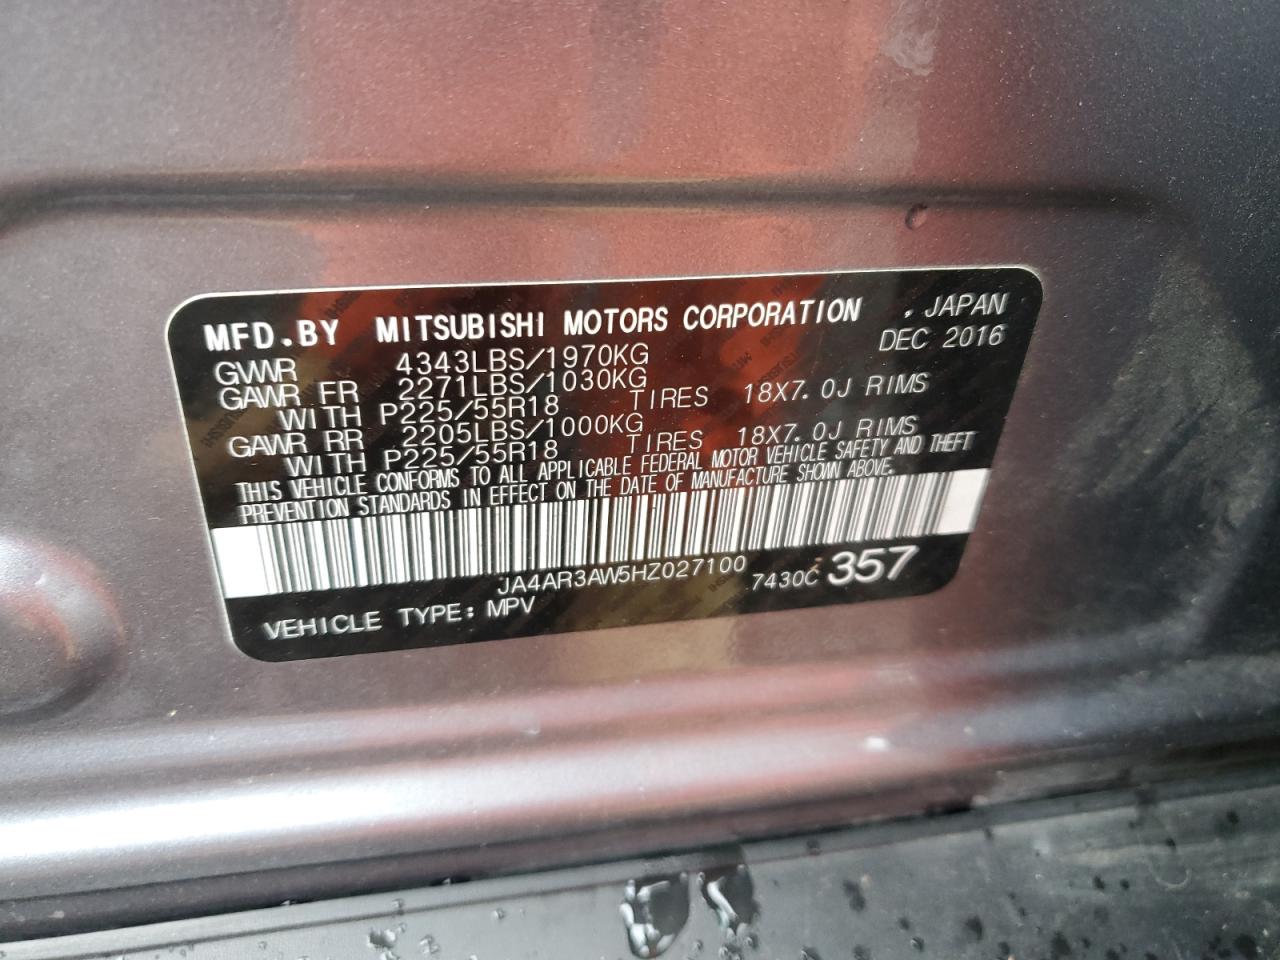 MFD.BY MITSUBISHI MOTORS CORPORATION , JAPAN
GVWR 4343LBS/1970KG DEC 2016
GAWR FR 2271LBS/1030KG
WITH P225/55R18 TIRES 18X7.0J RIMS
GAWR RR 2205LBS/1000KG
WITH P225/55R18 TIRES 18X7.0J RIMS
THIS VEHICLE CONFORMS TO ALL APPLICABLE FEDERAL MOTOR VEHICLE SAFETY AND THEFT
PREVENTION STANDARDS IN EFFECT ON THE DATE OF MANUFACTURE SHOWN ABOVE.
JA4AR3AW5HZ027100 7430C 357
VEHICLE TYPE: MPV